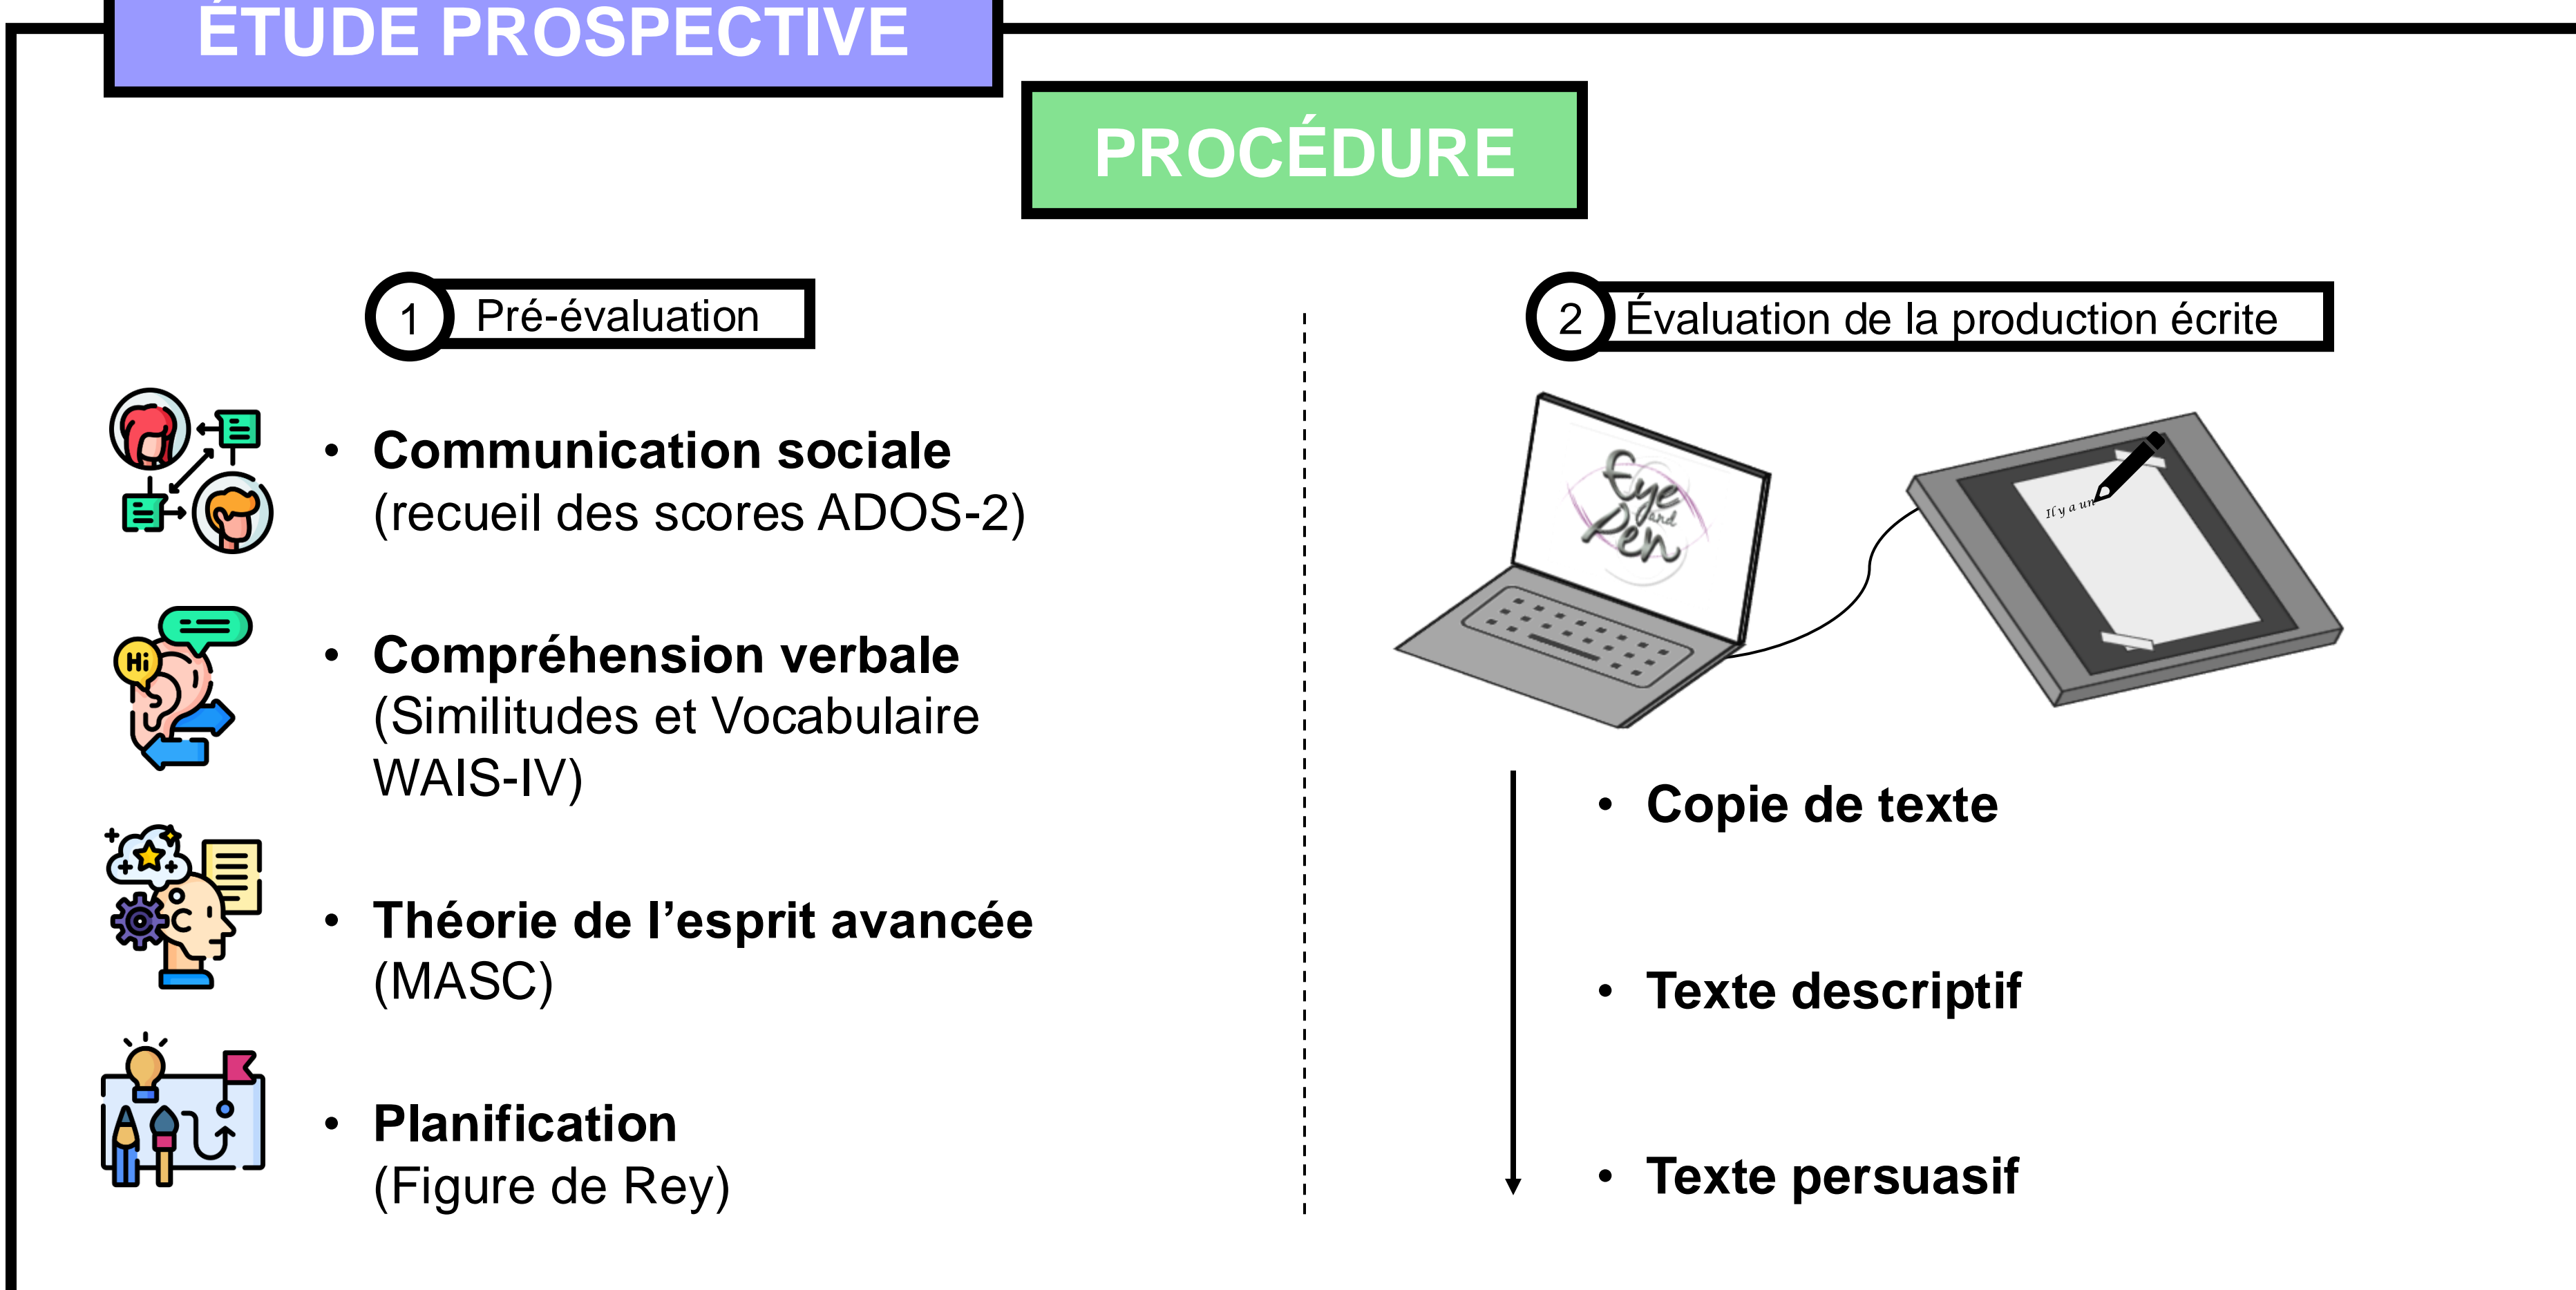 ÉTUDE PROSPECTIVE
PROCÉDURE
1 Pré-évaluation
• Communication sociale
(recueil des scores ADOS-2)
Hi
• Compréhension verbale
(Similitudes et Vocabulaire
WAIS-IV)
• Théorie de l’esprit avancée
(MASC)
• Planification
(Figure de Rey)
2 Évaluation de la production écrite
Eye
and
Pen
Il y a un
• Copie de texte
• Texte descriptif
• Texte persuasif